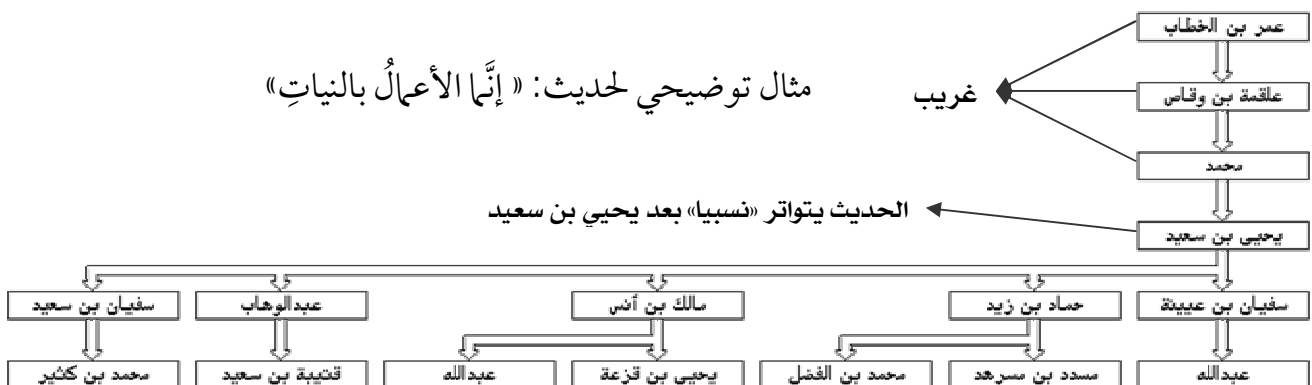 عمر بن الخطاب
مثال توضيحي لحديث: « إنَّما الأعمالُ بالنياتِ»
غريب
علقمة بن وقاص
محمد
الحديث يتواتر «نسبيا» بعد يحيي بن سعيد
يحيى بن سعيد
سفيان بن عيينة
حماد بن زيد
مالك بن أنس
عبدالوهاب
سفيان بن سعيد
عبدالله
مسدد بن مسرهد
محمد بن الفضل
يحيى بن قزعة
عبدالله
قتيبة بن سعيد
محمد بن كثير